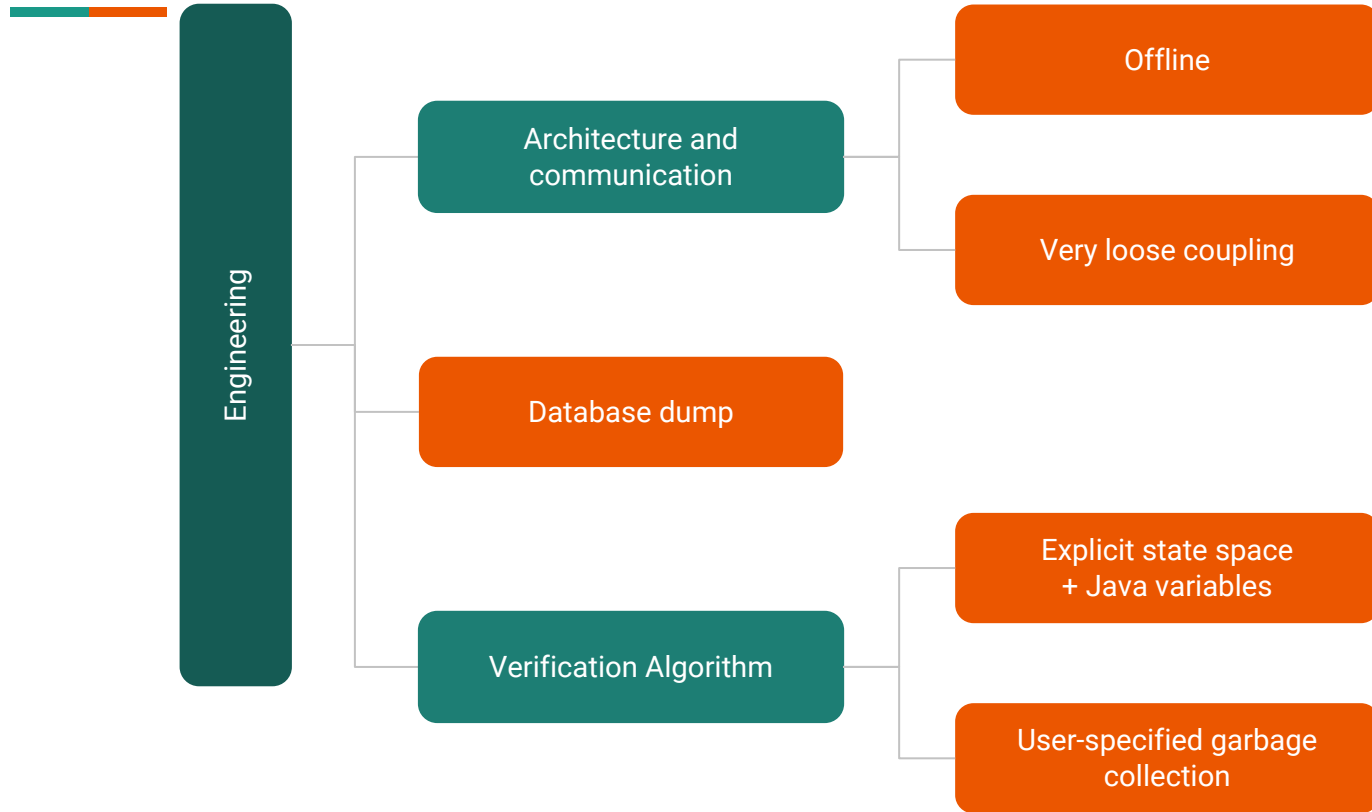 Engineering
Architecture and
communication
Offline
Very loose coupling
Database dump
Verification Algorithm
Explicit state space
+ Java variables
User-specified garbage
collection